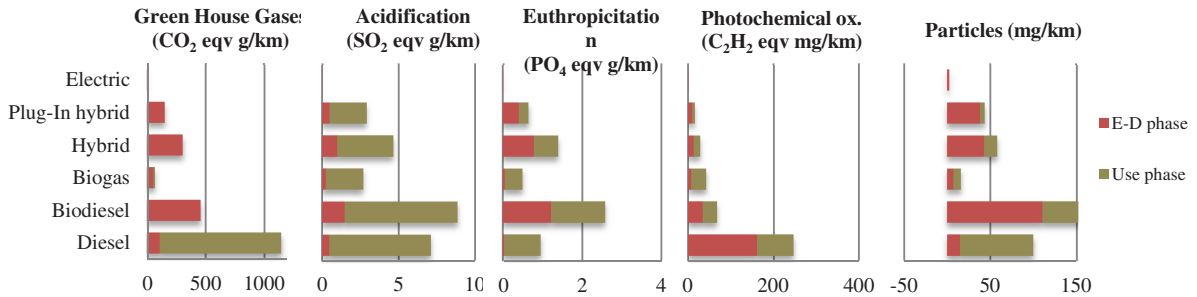 Green House Gases
(CO₂ eqv g/km)
Acidification
(SO₂ eqv g/km)
Euthropicitatio
n
(PO₄ eqv g/km)
Photochemical ox.
(C₂H₂ eqv mg/km)
Particles (mg/km)
Electric
Plug-In hybrid
Hybrid
Biogas
Biodiesel
Diesel
0 500 1000
0 5 10
0 2 4
0 200 400
-50 50 150
E-D phase
Use phase